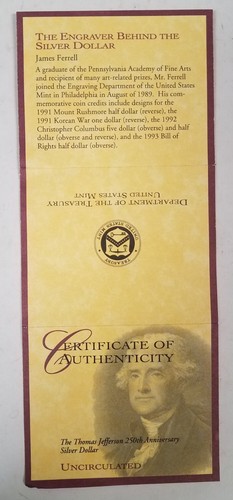 THE ENGRAVER BEHIND THE
SILVER DOLLAR
James Ferrell
A graduate of the Pennsylvania Academy of Fine Arts
and recipient of many art-related prizes, Mr. Ferrell
joined the Engraving Department of the United States
Mint in Philadelphia in August of 1989. His com-
memorative coin credits include designs for the
1991 Mount Rushmore half dollar (reverse), the
1991 Korean War one dollar (reverse), the 1992
Christopher Columbus five dollar (obverse) and half
dollar (obverse and reverse), and the 1993 Bill of
Rights half dollar (obverse).
DEPARTMENT OF THE TREASURY
UNITED STATES MINT
CERTIFICATE OF
AUTHENTICITY
The Thomas Jefferson 250th Anniversary
Silver Dollar
UNCIRCULATED